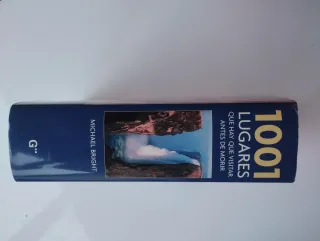 1001
LUGARES
QUE HAY QUE VISITAR
ANTES DE MORIR
MICHAEL BRIGHT
G